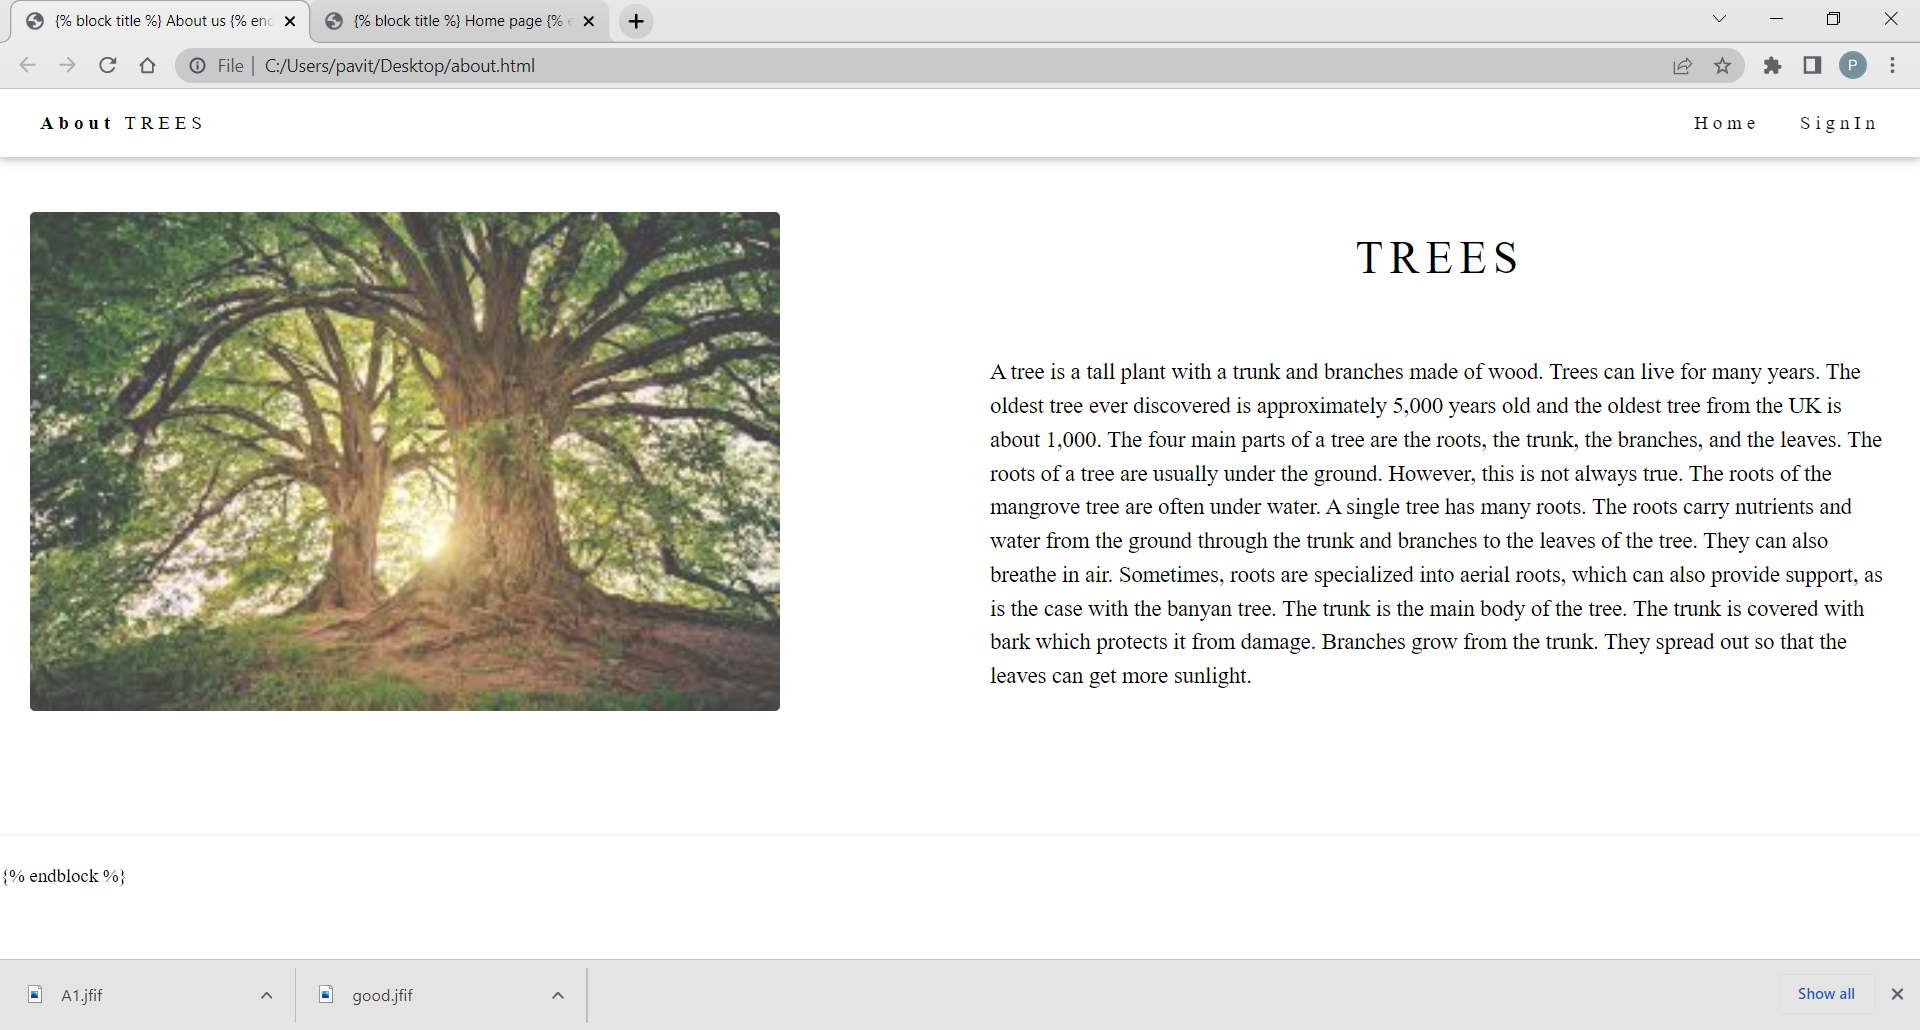 {% block title %} About us {% end
{% block title %} Home page {%
File | C:/Users/pavit/Desktop/about.html
P
About TREES
Home SignIn
TREES
A tree is a tall plant with a trunk and branches made of wood. Trees can live for many years. The
oldest tree ever discovered is approximately 5,000 years old and the oldest tree from the UK is
about 1,000. The four main parts of a tree are the roots, the trunk, the branches, and the leaves. The
roots of a tree are usually under the ground. However, this is not always true. The roots of the
mangrove tree are often under water. A single tree has many roots. The roots carry nutrients and
water from the ground through the trunk and branches to the leaves of the tree. They can also
breathe in air. Sometimes, roots are specialized into aerial roots, which can also provide support, as
is the case with the banyan tree. The trunk is the main body of the tree. The trunk is covered with
bark which protects it from damage. Branches grow from the trunk. They spread out so that the
leaves can get more sunlight.
{% endblock %}
A1.jfif
good.jfif
Show all